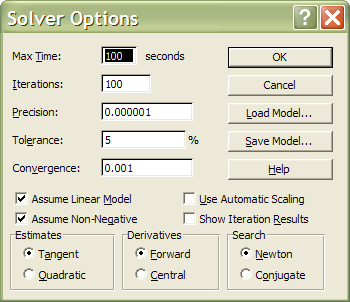 Solver Options
Max Time: 100 seconds OK
Iterations: 100 Cancel
Precision: 0.000001 Load Model...
Tolerance: 5 % Save Model...
Convergence: 0.001 Help
Assume Linear Model Use Automatic Scaling
Assume Non-Negative Show Iteration Results
Estimates Derivatives Search
Tangent Forward Newton
Quadratic Central Conjugate